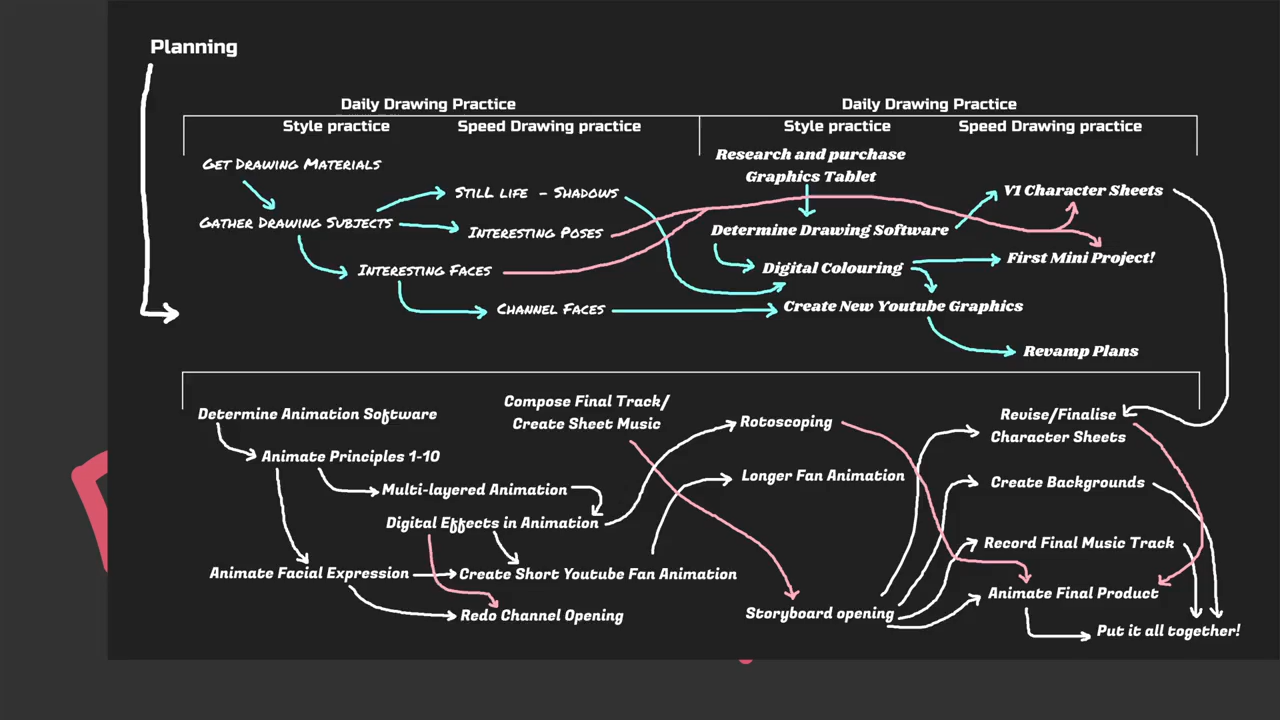 Planning
Daily Drawing Practice
Style practice
Speed Drawing practice
Get Drawing Materials
Gather Drawing Subjects
Still life - Shadows
Interesting Poses
Interesting Faces
Channel Faces
Daily Drawing Practice
Style practice
Speed Drawing practice
Research and purchase
Graphics Tablet
V1 Character Sheets
Determine Drawing Software
Digital Colouring
First Mini Project!
Create New Youtube Graphics
Revamp Plans
Determine Animation Software
Animate Principles 1-10
Multi-layered Animation
Digital Effects in Animation
Animate Facial Expression
Create Short Youtube Fan Animation
Redo Channel Opening
Compose Final Track/
Create Sheet Music
Rotoscoping
Longer Fan Animation
Storyboard opening
Revise/Finalise
Character Sheets
Create Backgrounds
Record Final Music Track
Animate Final Product
Put it all together!